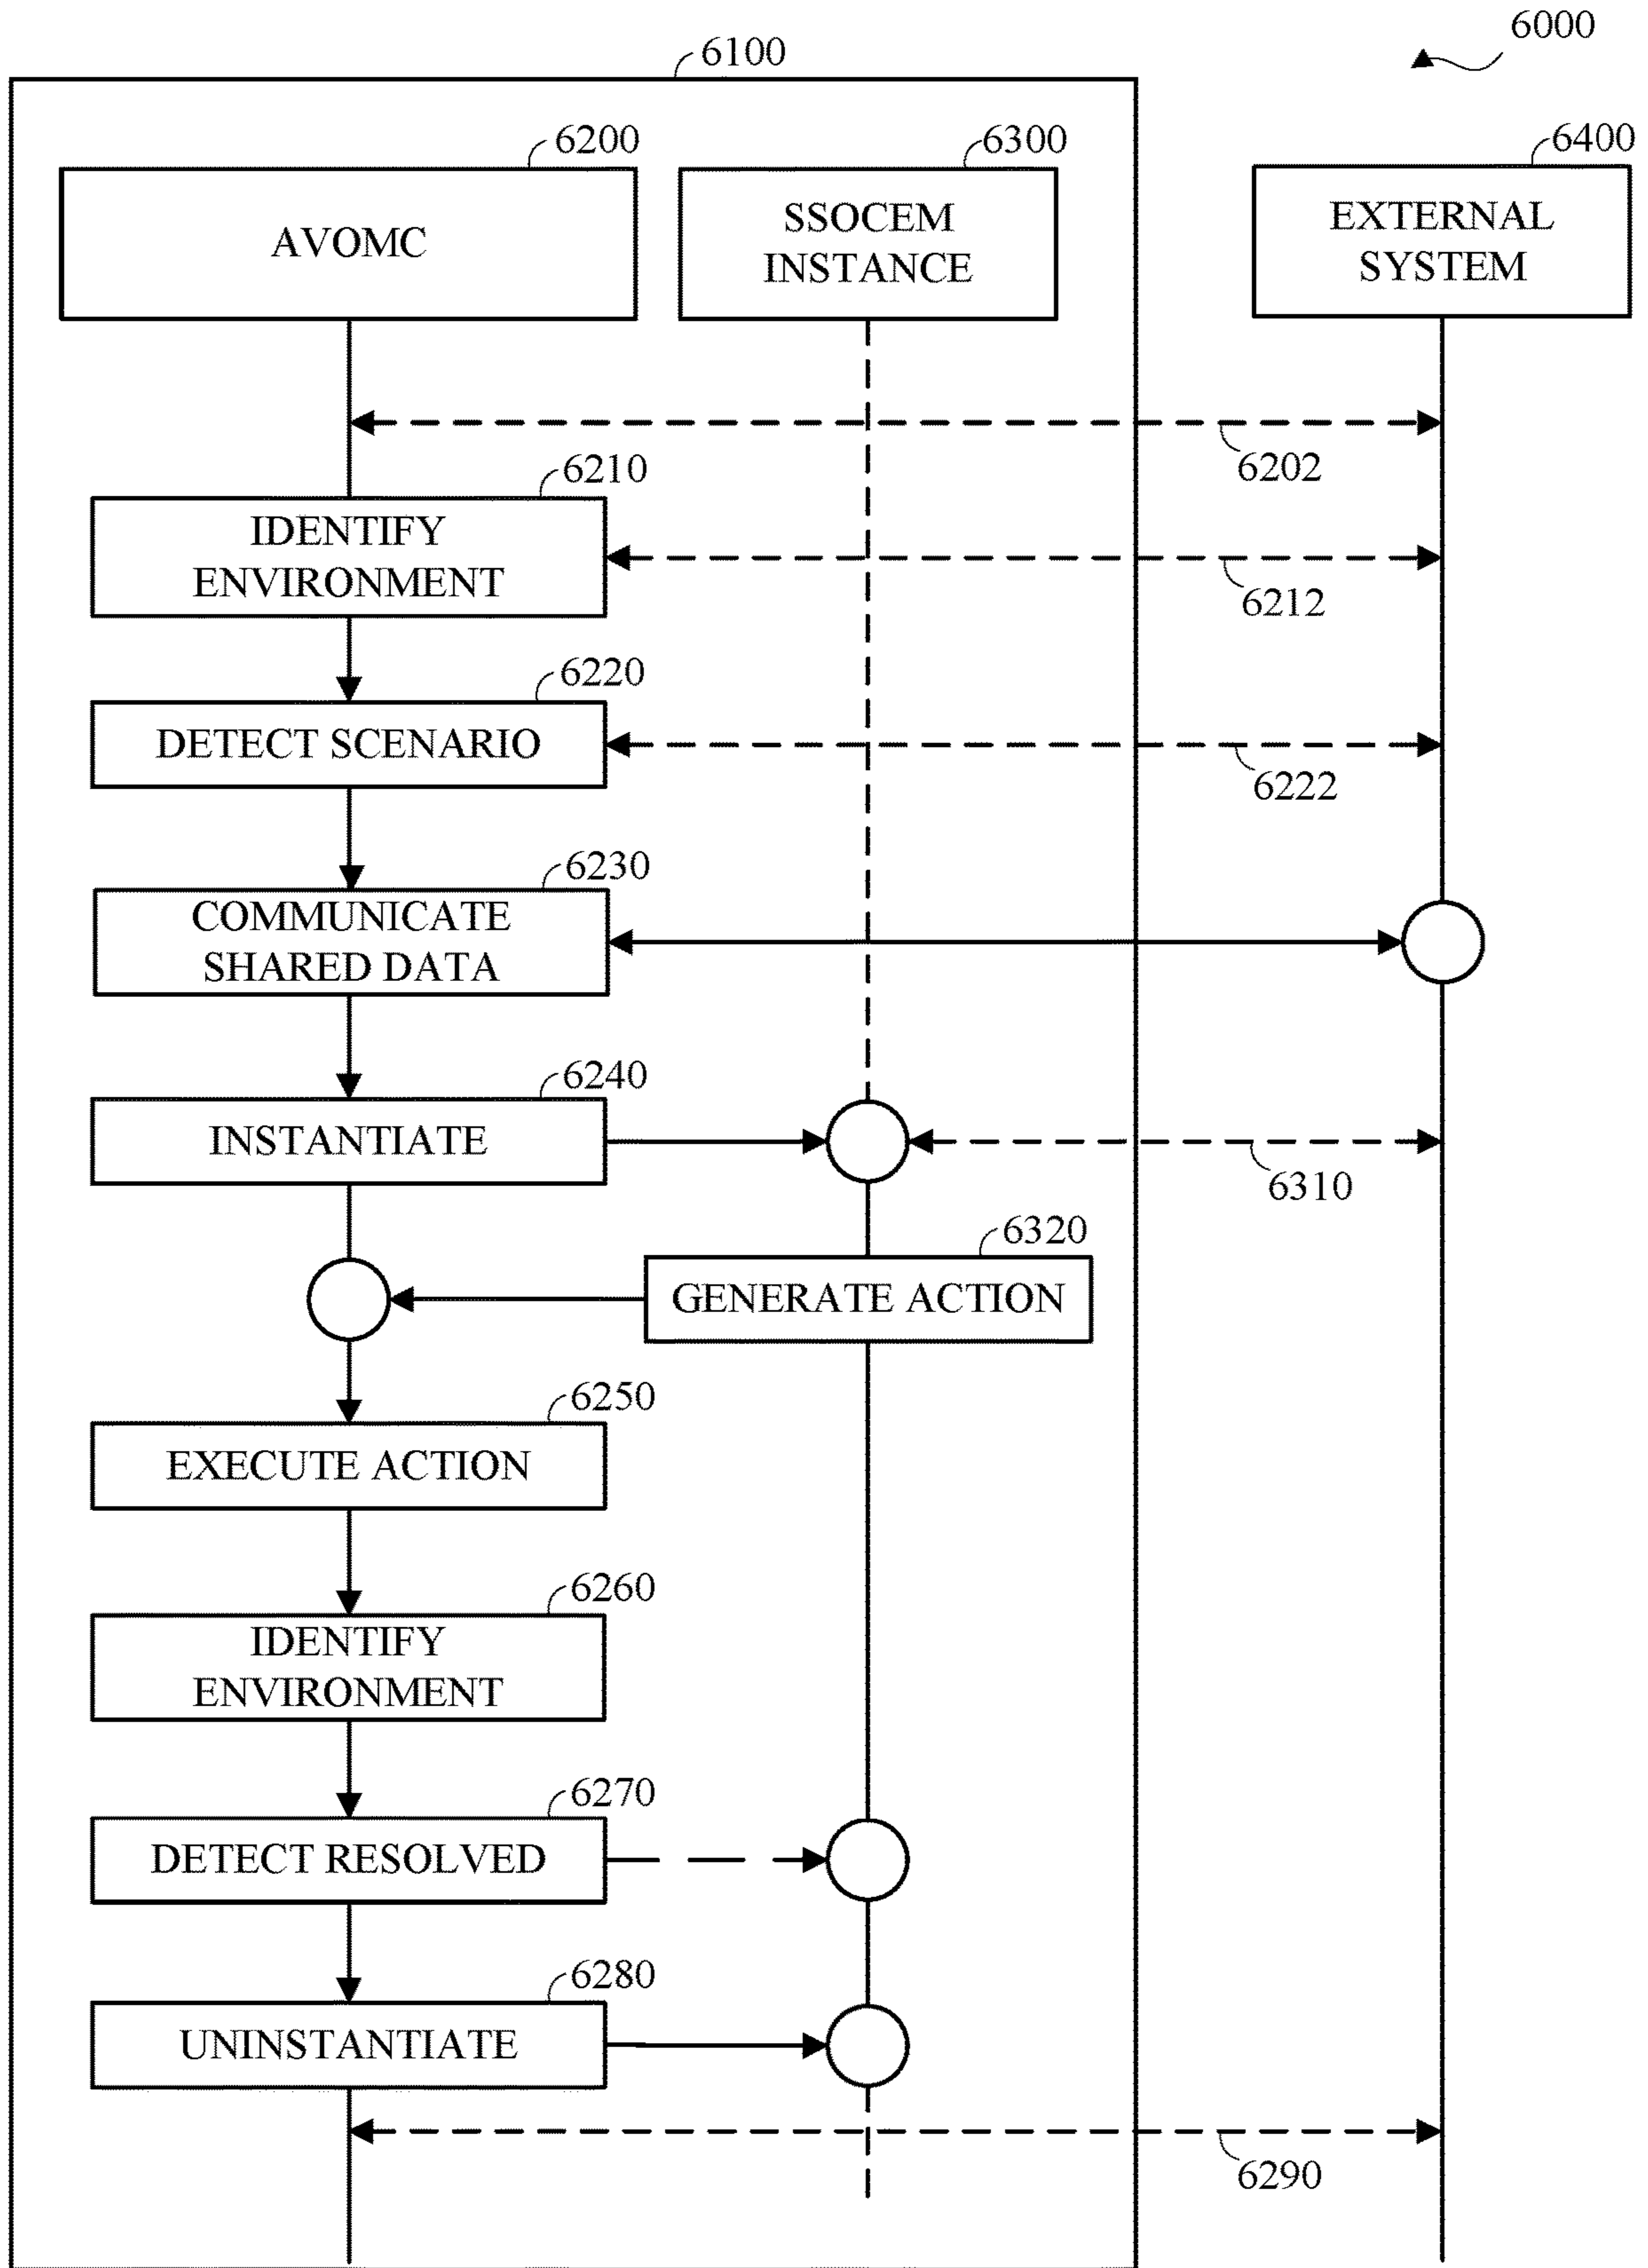 6000
6100
6200
6300
6400
AVOMC
SSOCEM
INSTANCE
EXTERNAL
SYSTEM
6202
6210
IDENTIFY
ENVIRONMENT
6212
6220
DETECT SCENARIO
6222
6230
COMMUNICATE
SHARED DATA
6240
INSTANTIATE
6310
6320
GENERATE ACTION
6250
EXECUTE ACTION
6260
IDENTIFY
ENVIRONMENT
6270
DETECT RESOLVED
6280
UNINSTANTIATE
6290